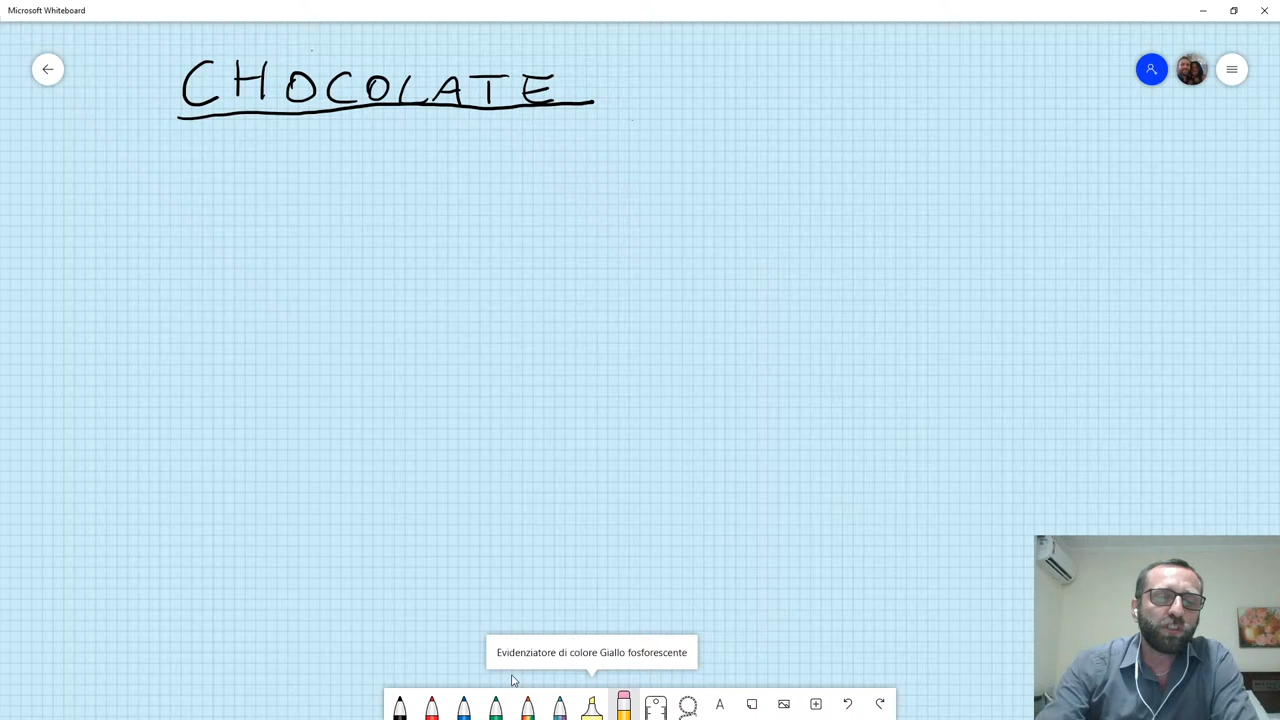 Microsoft Whiteboard
CHOCOLATE
Evidenziatore di colore Giallo fosforescente
A